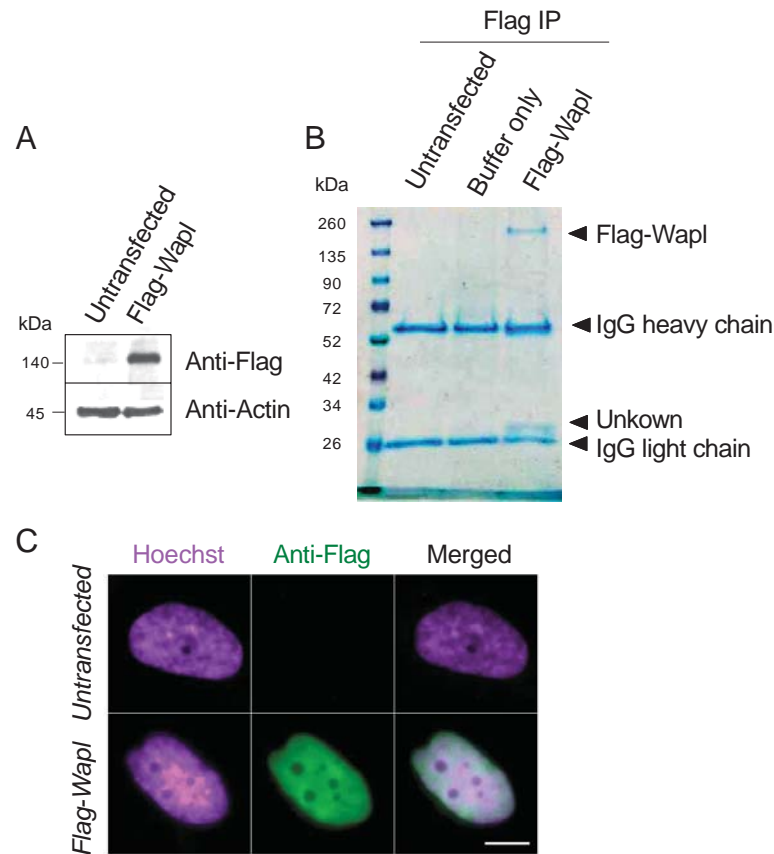 Flag IP
A
Untransfected
Flag-Wapl
kDa
140
Anti-Flag
45
Anti-Actin
B
Untransfected
Buffer only
Flag-Wapl
kDa
260
135
90
72
52
42
34
26
Flag-Wapl
IgG heavy chain
Unkown
IgG light chain
C
Hoechst
Anti-Flag
Merged
Untransfected
Flag-Wapl